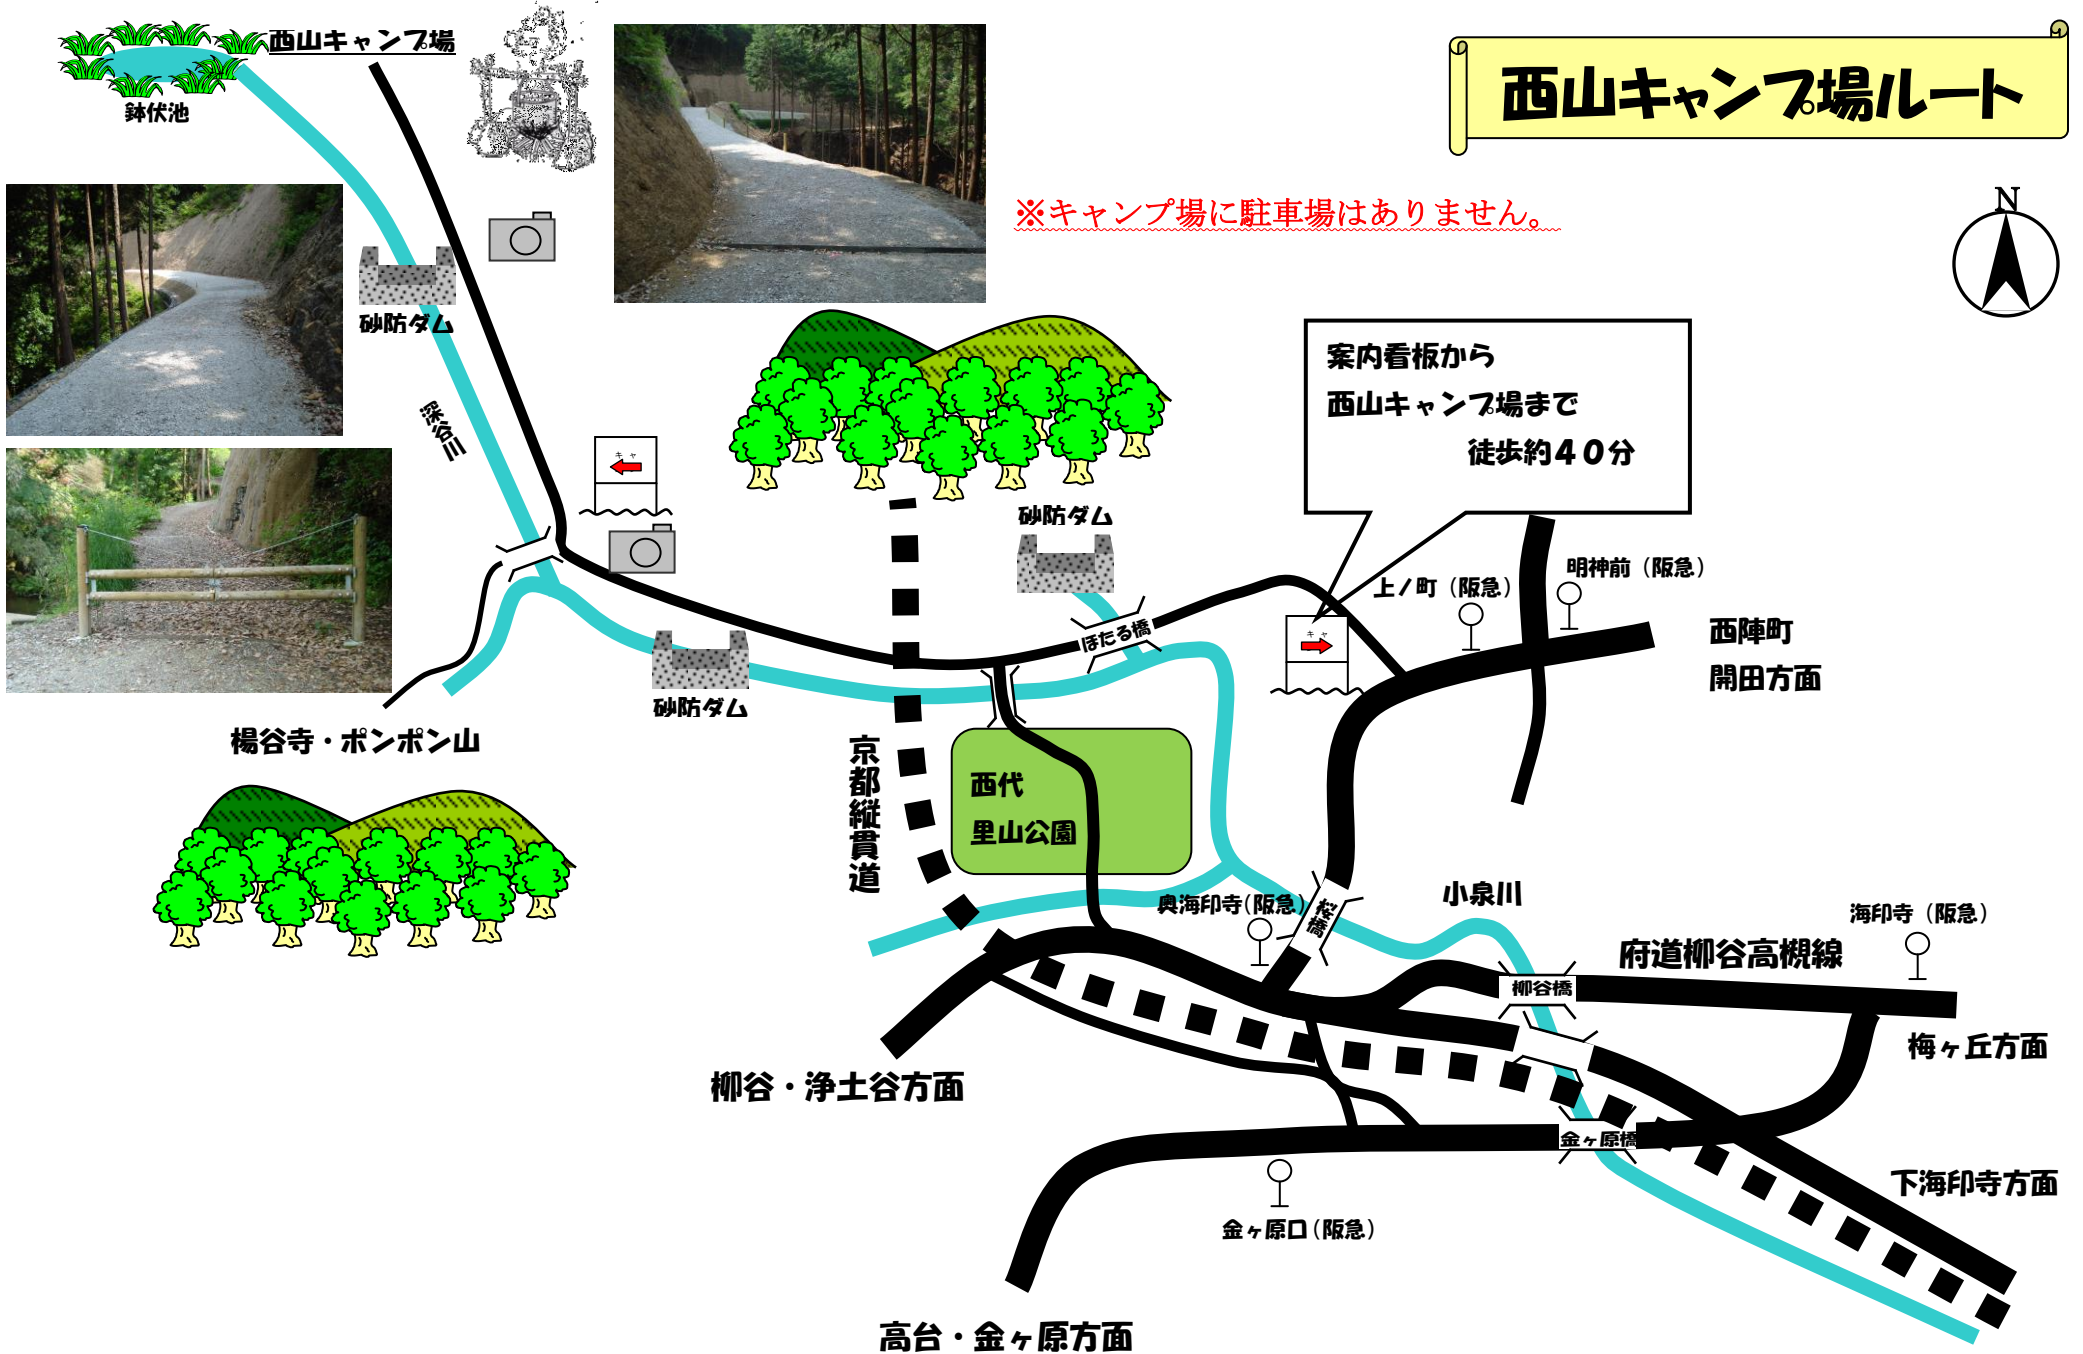 西山キャンプ場
鉢伏池
西山キャンプ場ルート
N
※キャンプ場に駐車場はありません。
砂防ダム
深谷川
案内看板から
西山キャンプ場まで
徒歩約40分
キャ
砂防ダム
明神前（阪急）
上ノ町（阪急）
西陣町
開田方面
ほたる橋
キャ
砂防ダム
楊谷寺・ポンポン山
京都縦貫道
西代
里山公園
小泉川
奥海印寺（阪急）
桜橋
海印寺（阪急）
府道柳谷高槻線
柳谷橋
梅ヶ丘方面
柳谷・浄土谷方面
金ヶ原橋
下海印寺方面
金ヶ原口（阪急）
高台・金ヶ原方面